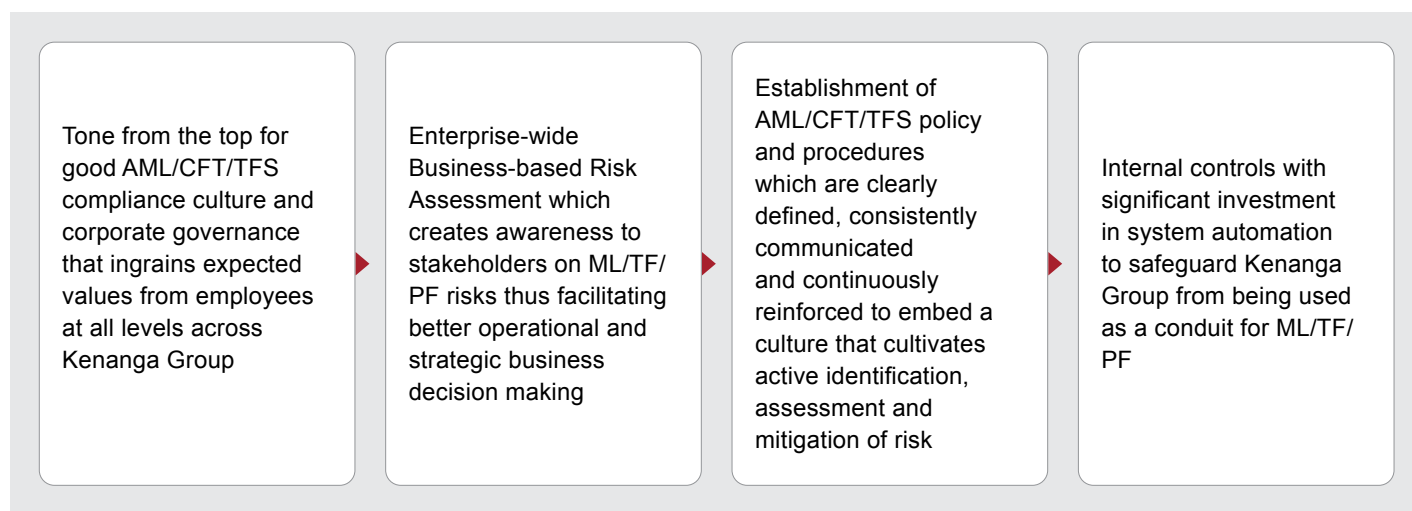 Tone from the top for
good AML/CFT/TFS
compliance culture and
corporate governance
that ingrains expected
values from employees
at all levels across
Kenanga Group
Enterprise-wide
Business-based Risk
Assessment which
creates awareness to
stakeholders on ML/TF/
PF risks thus facilitating
better operational and
strategic business
decision making
Establishment of
AML/CFT/TFS policy
and procedures
which are clearly
defined, consistently
communicated
and continuously
reinforced to embed a
culture that cultivates
active identification,
assessment and
mitigation of risk
Internal controls with
significant investment
in system automation
to safeguard Kenanga
Group from being used
as a conduit for ML/TF/
PF